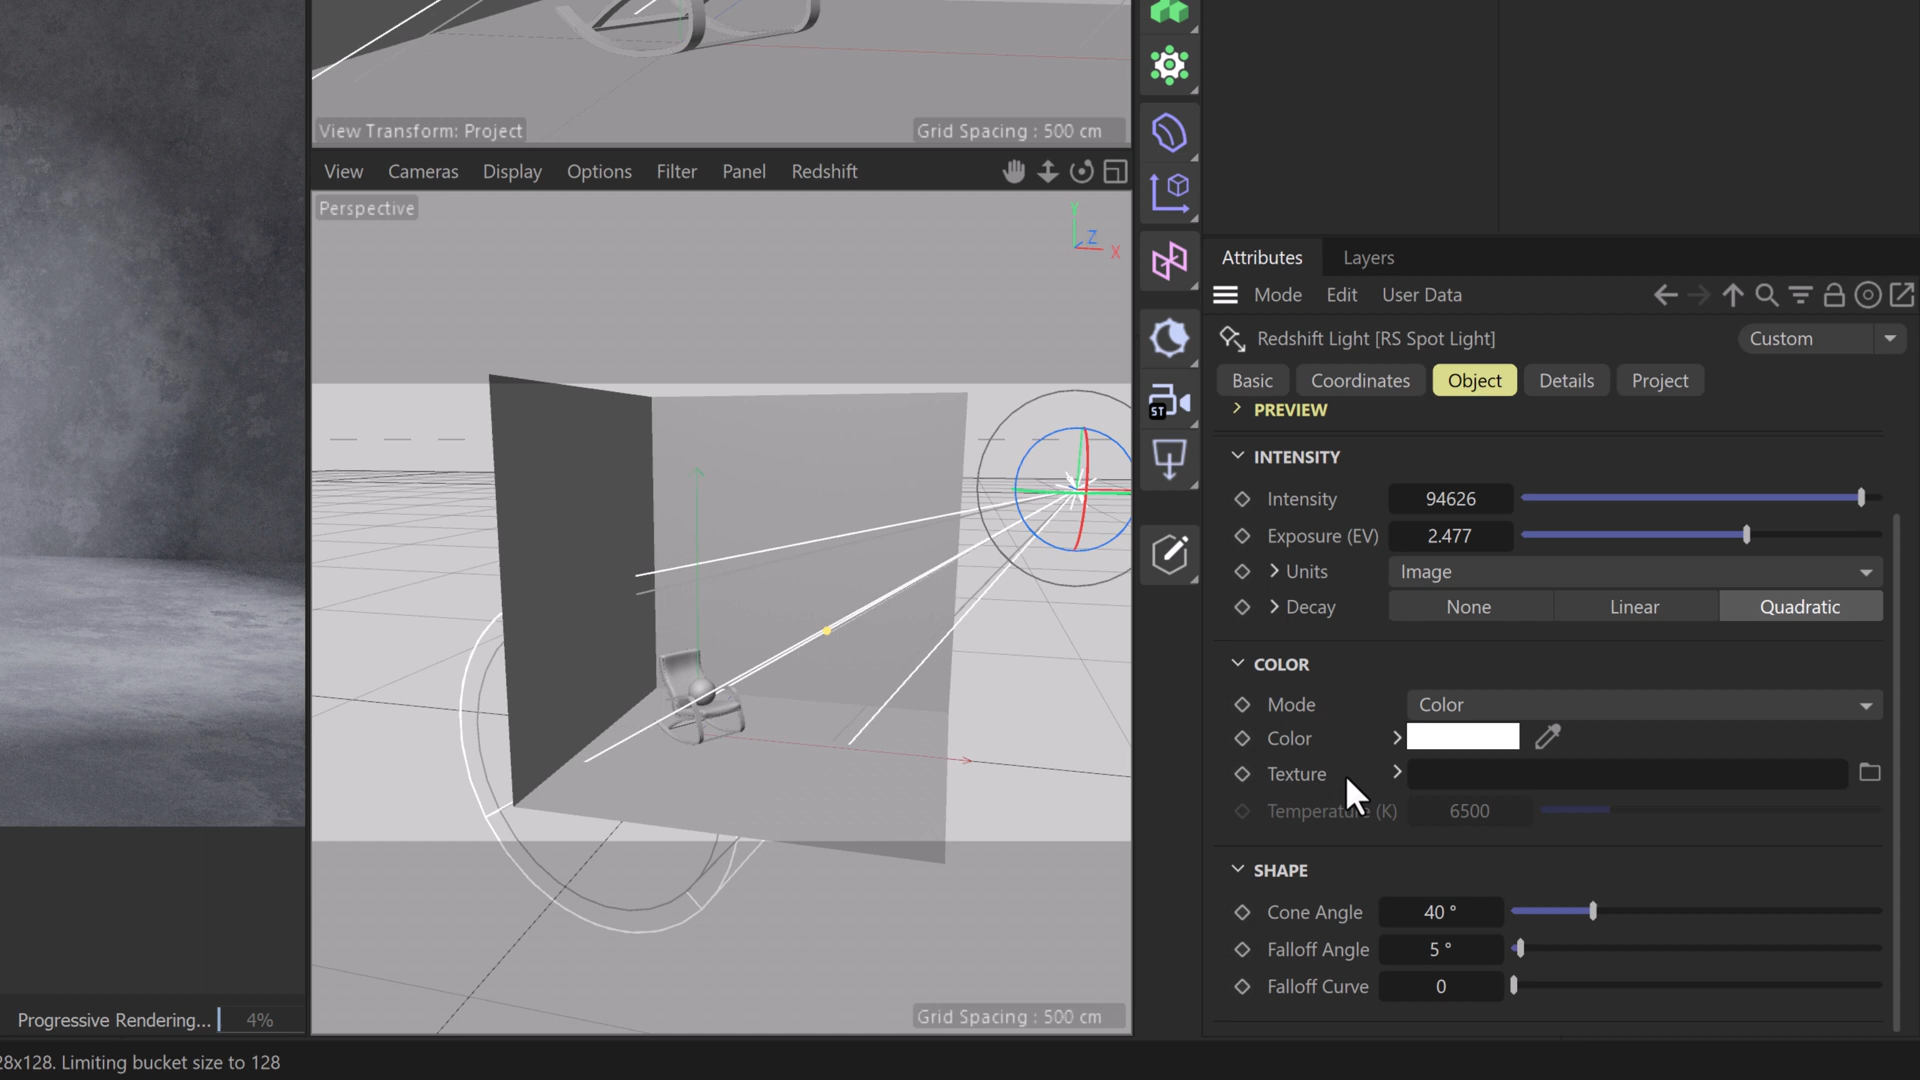 View Transform: Project
Grid Spacing : 500 cm
View Cameras Display Options Filter Panel Redshift
Perspective
Y
Z
X
Grid Spacing : 500 cm
Progressive Rendering... 4%
28x128. Limiting bucket size to 128
ST
Attributes Layers
Mode Edit User Data
Redshift Light [RS Spot Light] Custom
Basic Coordinates Object Details Project
PREVIEW
INTENSITY
Intensity 94626
Exposure (EV) 2.477
Units Image
Decay None Linear Quadratic
COLOR
Mode Color
Color
Texture
Temperature (K) 6500
SHAPE
Cone Angle 40 °
Falloff Angle 5 °
Falloff Curve 0